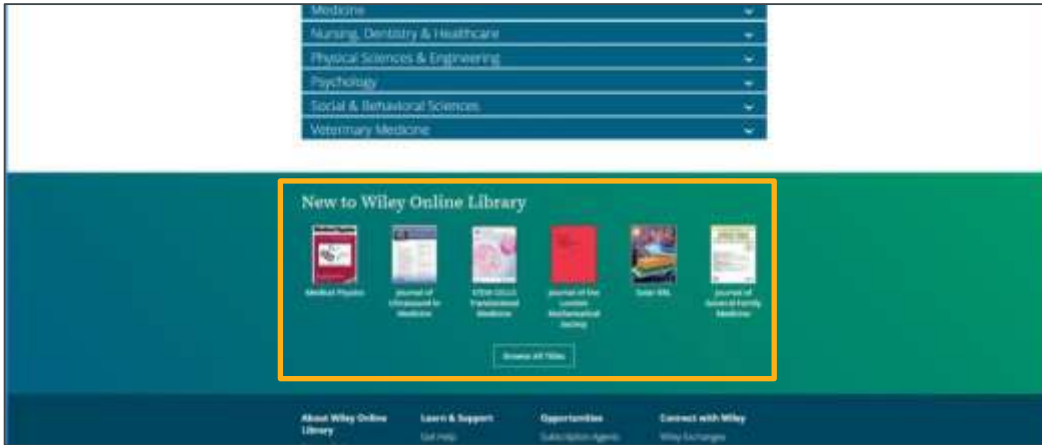 Medicine
Nursing, Dentistry & Healthcare
Physical Sciences & Engineering
Psychology
Social & Behavioral Sciences
Veterinary Medicine
New to Wiley Online Library
Medical Physics
Journal of
Ultrasound in
Medicine
STEM CELLS
Translational
Medicine
Journal of the
London
Mathematical
Society
Solar RRL
Journal of
General Family
Medicine
Browse All Titles
About Wiley Online
Library
Learn & Support
Opportunities
Connect with Wiley
Get Help
Subscription Agents
Wiley Exchanges